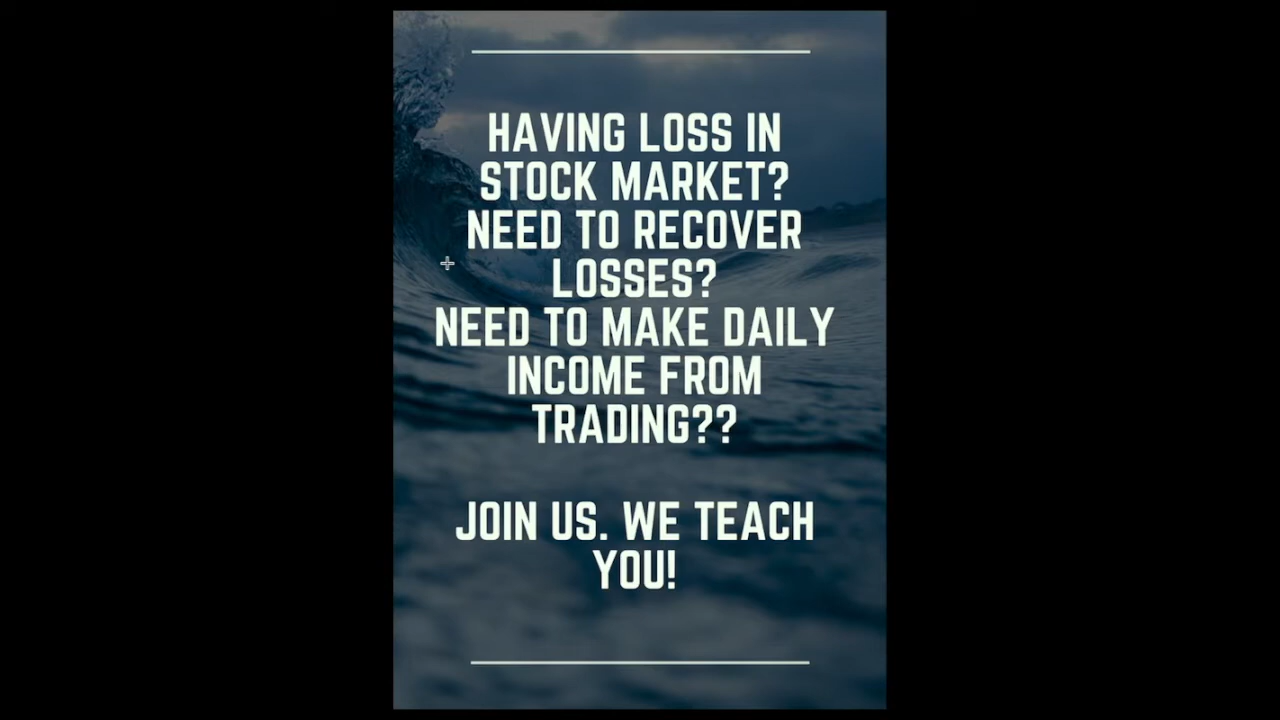 HAVING LOSS IN
STOCK MARKET?
NEED TO RECOVER
LOSSES?
NEED TO MAKE DAILY
INCOME FROM
TRADING??
JOIN US. WE TEACH
YOU!